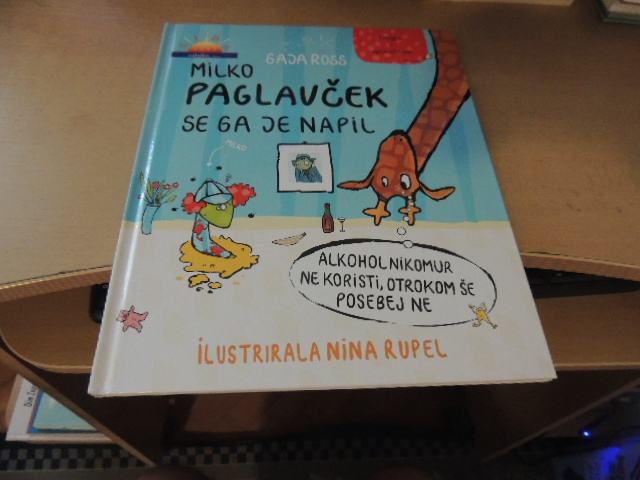 GAJA ROSS
MILKO
PAGLAVČEK
SE GA JE NAPIL
MILKO
ALKOHOL NIKOMUR
NE KORISTI, OTROKOM ŠE
POSEBEJ NE
ILUSTRIRALA NINA RUPEL